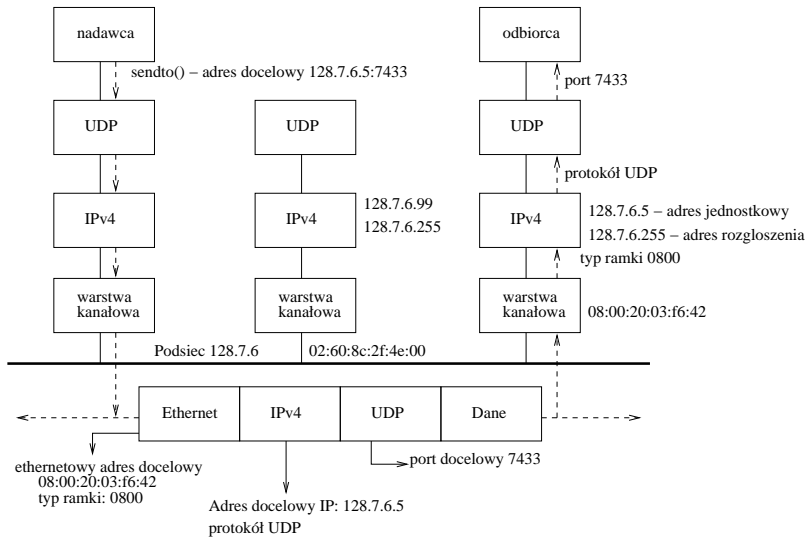 nadawca
odbiorca
sendto() – adres docelowy 128.7.6.5:7433
port 7433
UDP
UDP
UDP
protokół UDP
IPv4
128.7.6.99
128.7.6.255
IPv4
IPv4
128.7.6.5 – adres jednostkowy
128.7.6.255 – adres rozgloszenia
typ ramki 0800
warstwa
kanałowa
warstwa
kanałowa
warstwa
kanałowa
08:00:20:03:f6:42
Podsiec 128.7.6
02:60:8c:2f:4e:00
Ethernet
IPv4
UDP
Dane
port docelowy 7433
ethernetowy adres docelowy
08:00:20:03:f6:42
typ ramki: 0800
Adres docelowy IP: 128.7.6.5
protokół UDP